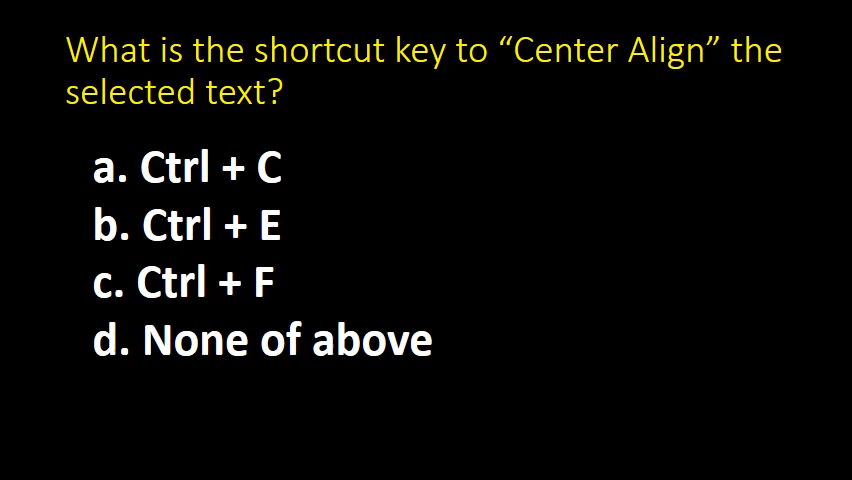 What is the shortcut key to “Center Align” the
selected text?
a. Ctrl + C
b. Ctrl + E
c. Ctrl + F
d. None of above